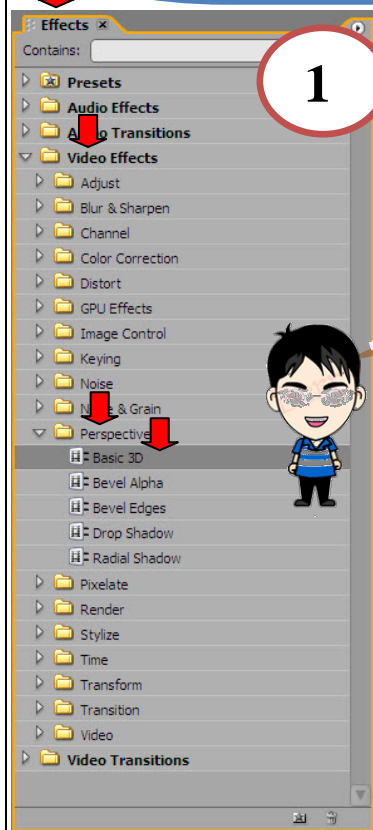 Effects
Contains:
1
Presets
Audio Effects
Audio Transitions
Video Effects
Adjust
Blur & Sharpen
Channel
Color Correction
Distort
GPU Effects
Image Control
Keying
Noise
& Grain
Perspective
Basic 3D
Bevel Alpha
Bevel Edges
Drop Shadow
Radial Shadow
Pixelate
Render
Stylize
Time
Transform
Transition
Video
Video Transitions